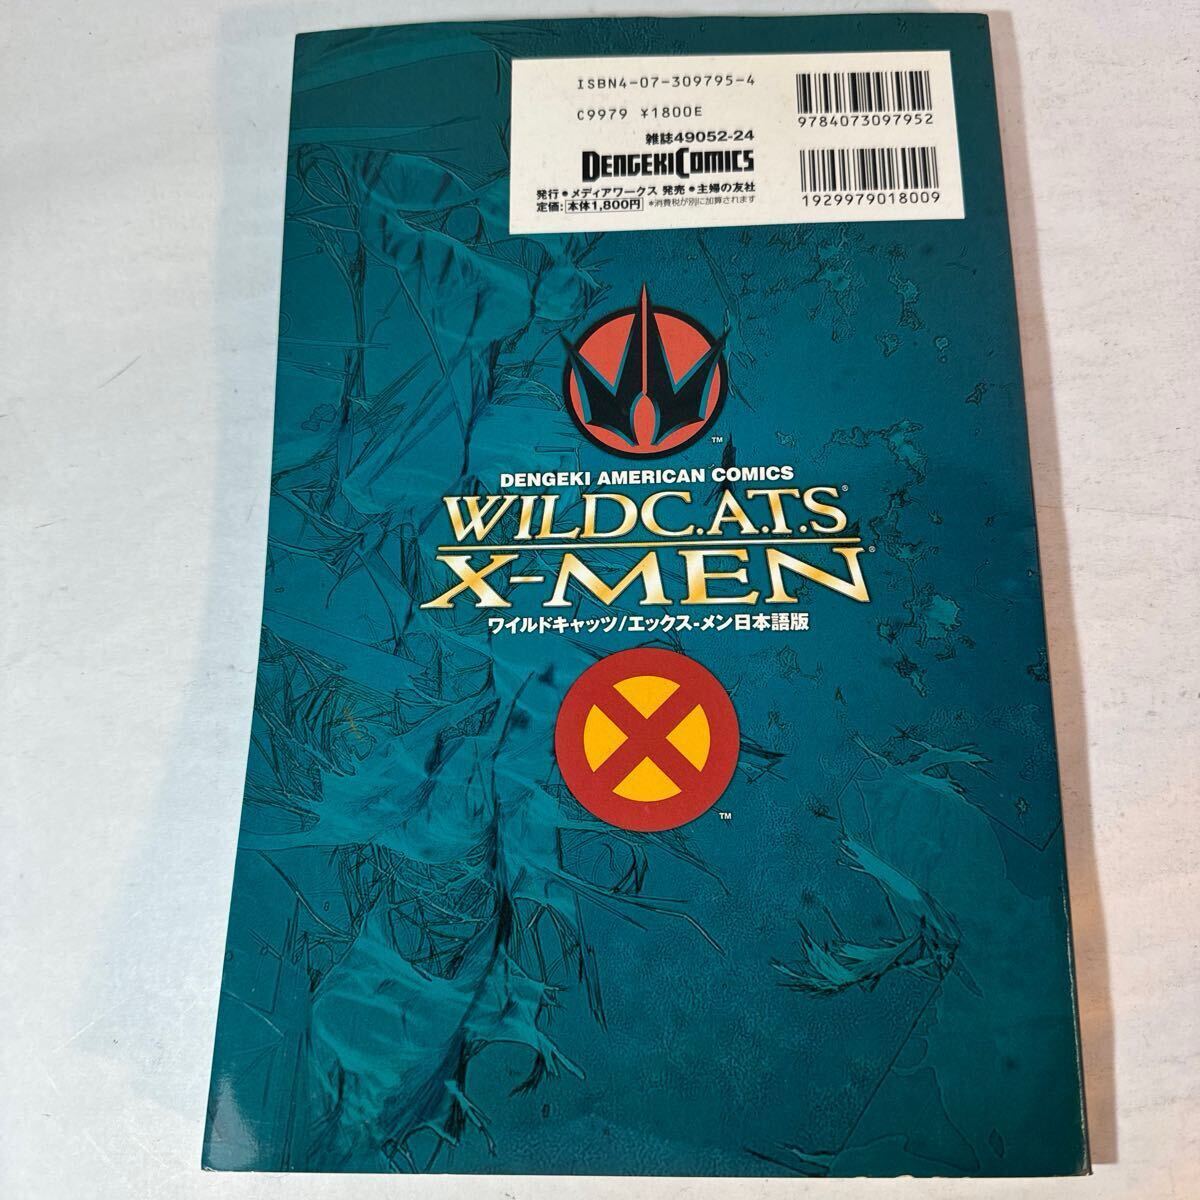 ISBN4-07-309795-4
C9979 ¥1800E
9784073097952
雑誌49052-24
DENGEKI COMICS
発行●メディアワークス 発売●主婦の友社
定価:本体1,800円 *消費税が別に加算されます
1929979018009
TM
DENGEKI AMERICAN COMICS
WILDC.A.T.S®
X-MEN®
ワイルドキャッツ/エックス-メン日本語版
TM